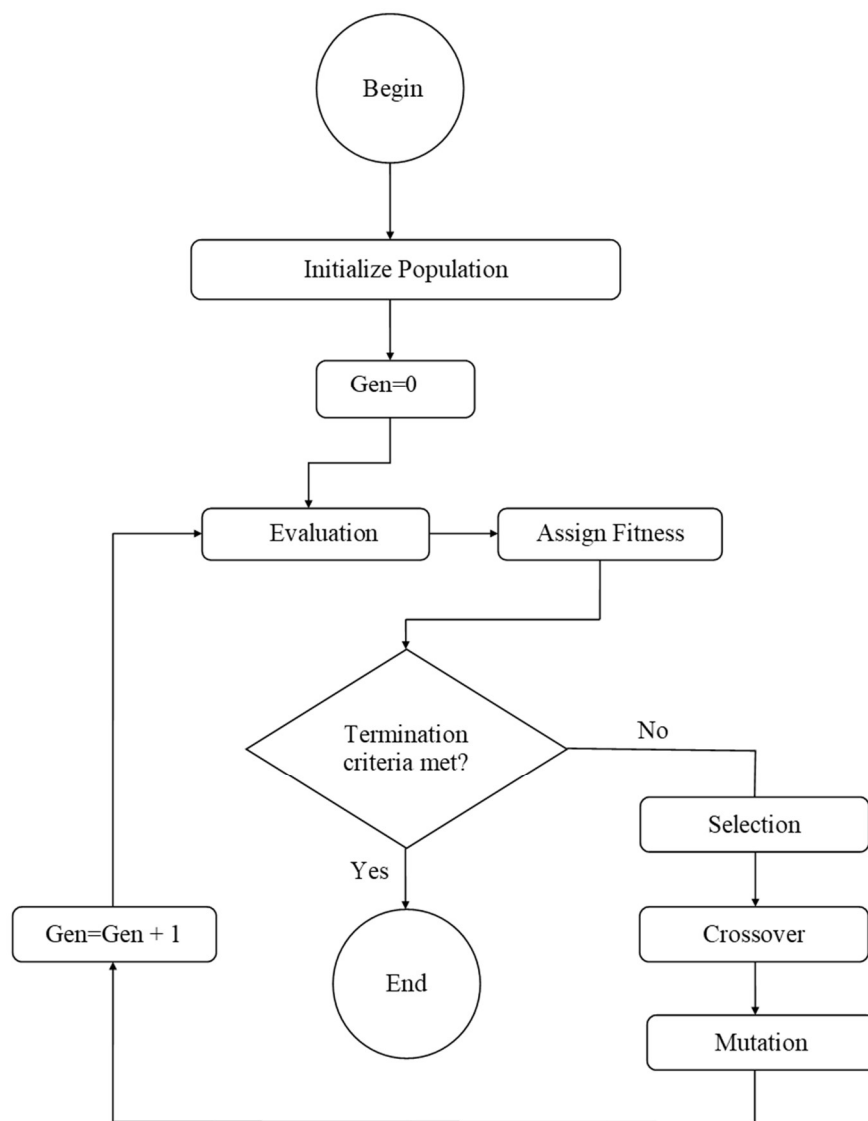 Begin
Initialize Population
Gen=0
Evaluation
Assign Fitness
Termination
criteria met?
No
Selection
Yes
Crossover
Gen=Gen + 1
End
Mutation